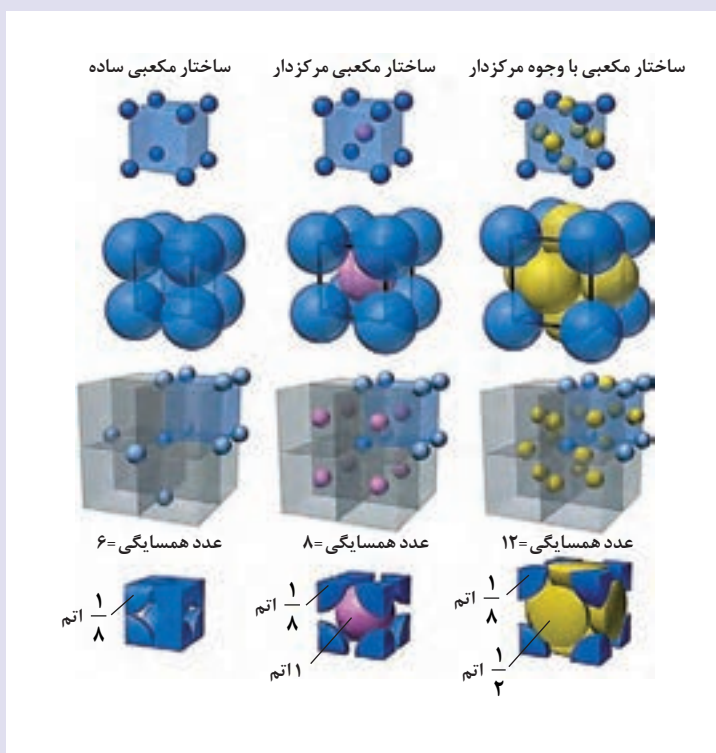 ساختار مکعبی با وجوه مرکزدار
ساختار مکعبی مرکزدار
ساختار مکعبی ساده
عدد همسایگی=۱۲
عدد همسایگی=۸
عدد همسایگی=۶
۱/۸ اتم
۱/۲ اتم
۱/۸ اتم
۱ اتم
۱/۸ اتم